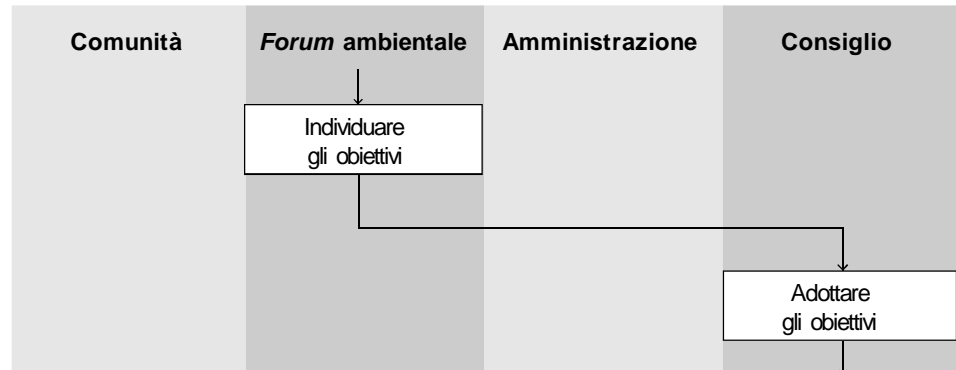 Comunità
Forum ambientale
Amministrazione
Consiglio
Individuare
gli obiettivi
Adottare
gli obiettivi